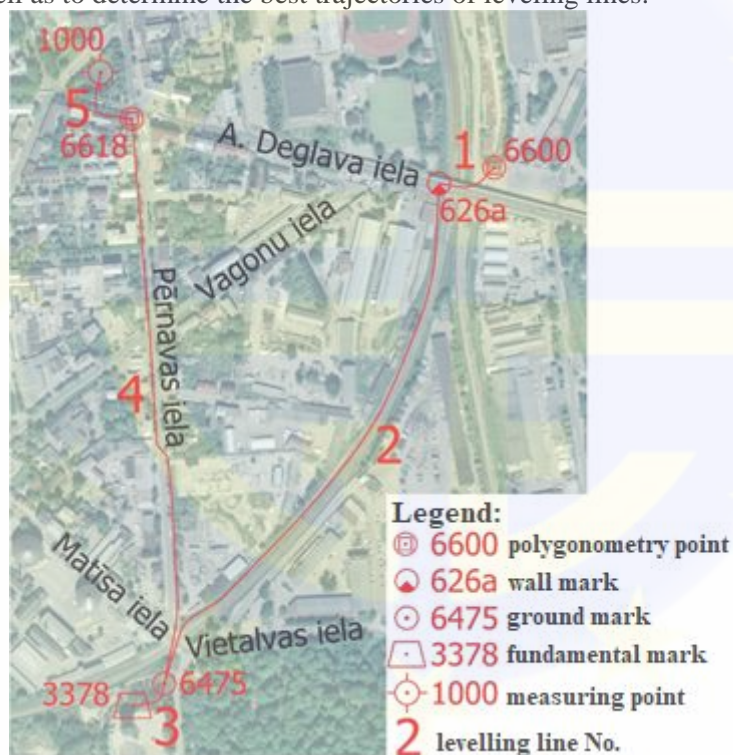 ell as to determine the best trajectories of leveling lines.
1000
5
6618
A. Deglava iela
1
6600
626a
Vagonu iela
Pērnavas iela
4
2
Matīsa iela
Vietalvas iela
3378
6475
3
Legend:
6600 polygonometry point
626a wall mark
6475 ground mark
3378 fundamental mark
1000 measuring point
2 levelling line No.